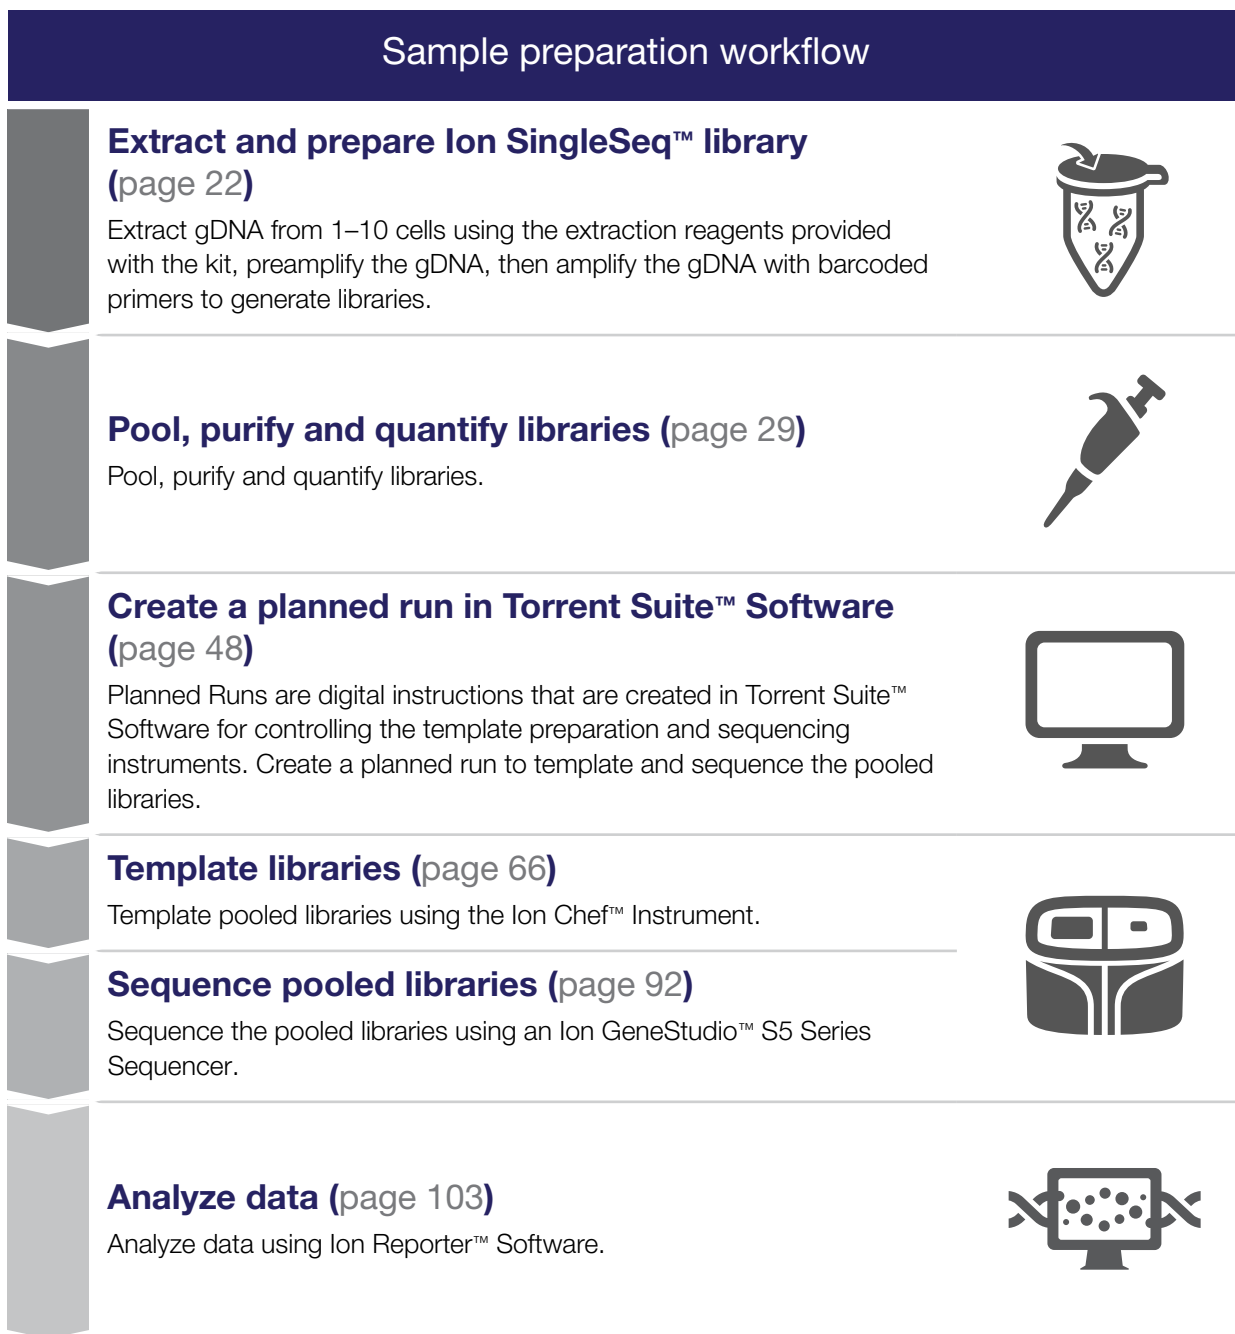 Sample preparation workflow
Extract and prepare Ion SingleSeq™ library
(page 22)
Extract gDNA from 1–10 cells using the extraction reagents provided
with the kit, preamplify the gDNA, then amplify the gDNA with barcoded
primers to generate libraries.
Pool, purify and quantify libraries (page 29)
Pool, purify and quantify libraries.
Create a planned run in Torrent Suite™ Software
(page 48)
Planned Runs are digital instructions that are created in Torrent Suite™
Software for controlling the template preparation and sequencing
instruments. Create a planned run to template and sequence the pooled
libraries.
Template libraries (page 66)
Template pooled libraries using the Ion Chef™ Instrument.
Sequence pooled libraries (page 92)
Sequence the pooled libraries using an Ion GeneStudio™ S5 Series
Sequencer.
Analyze data (page 103)
Analyze data using Ion Reporter™ Software.